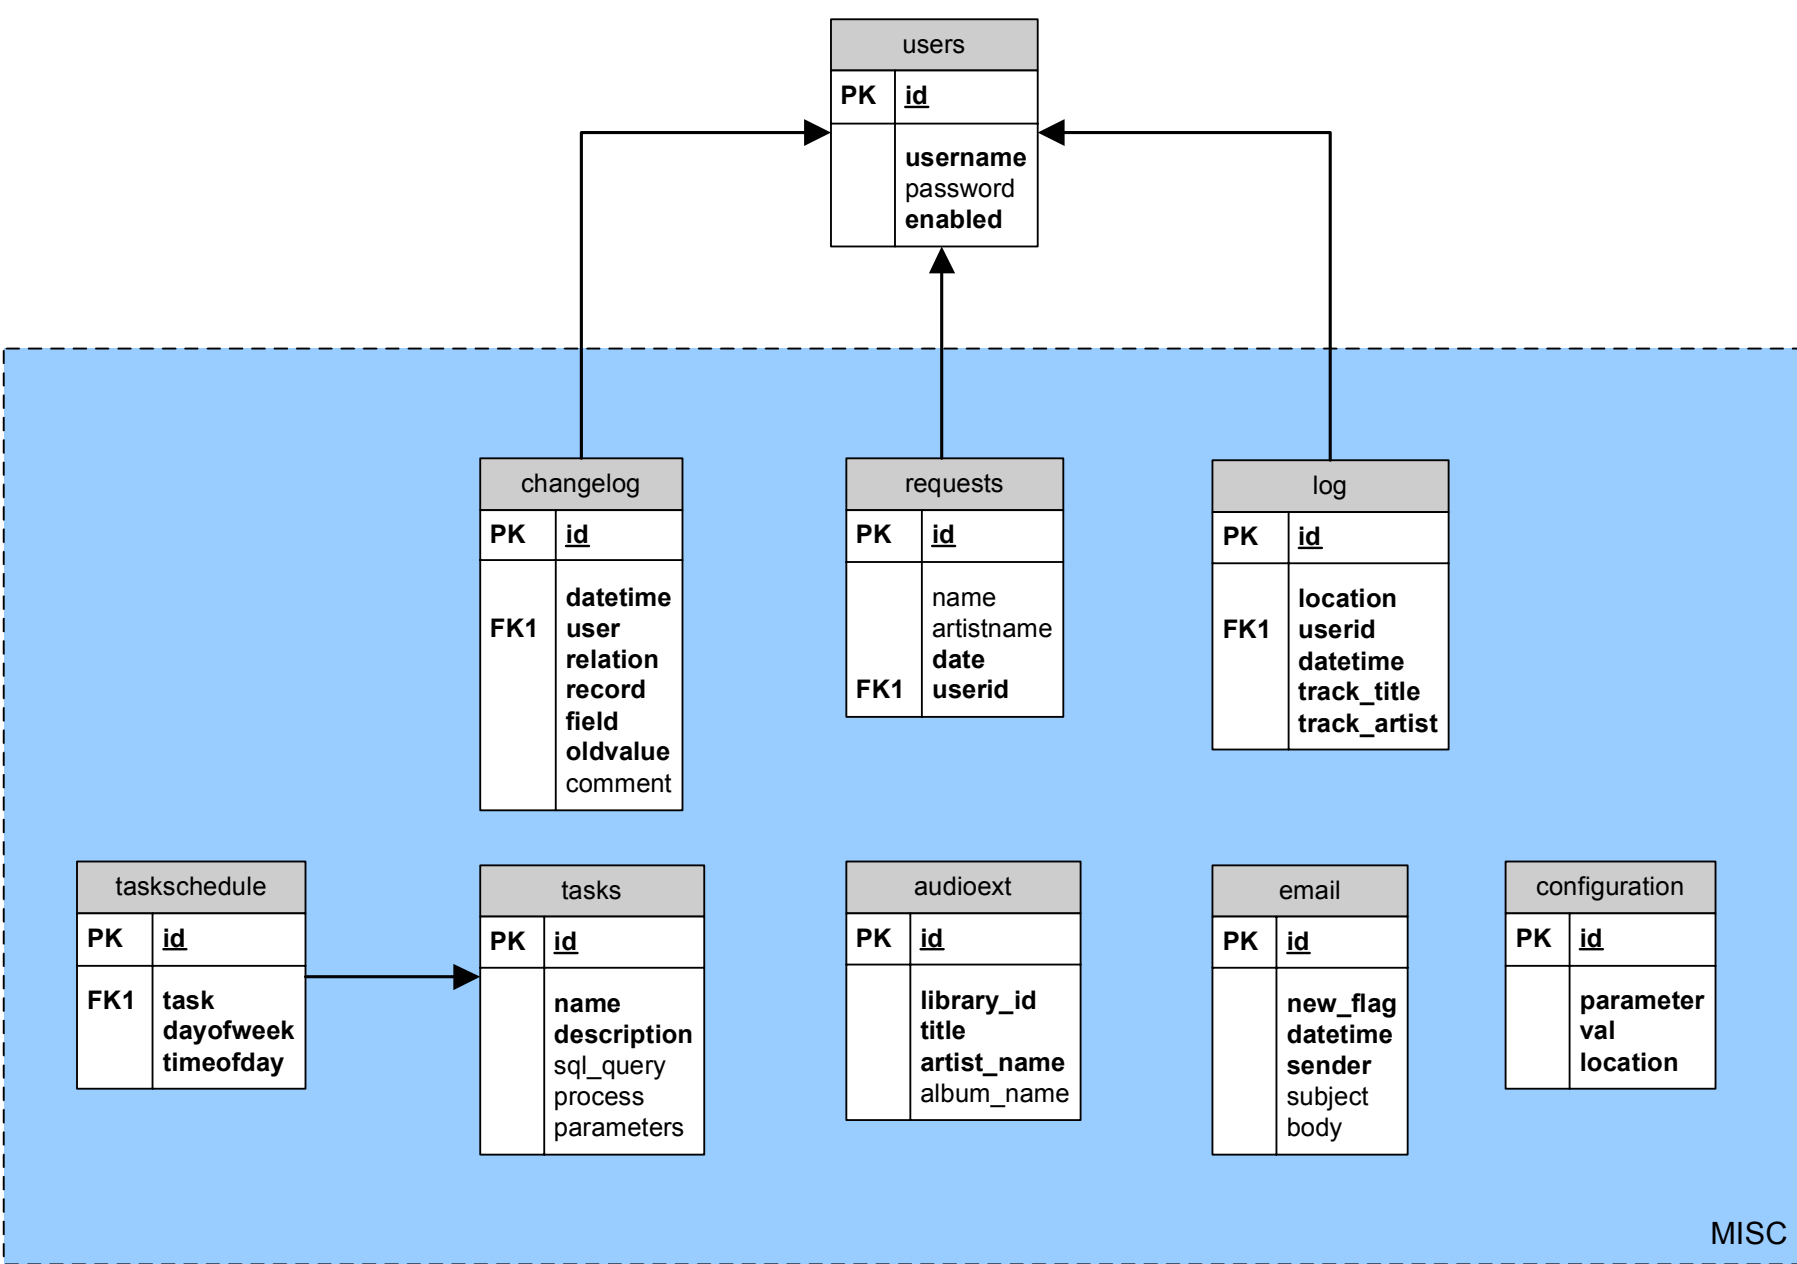 users
PK id
username
password
enabled
changelog
PK id
datetime
FK1 user
relation
record
field
oldvalue
comment
requests
PK id
name
artistname
date
FK1 userid
log
PK id
location
FK1 userid
datetime
track_title
track_artist
taskschedule
PK id
FK1 task
dayofweek
timeofday
tasks
PK id
name
description
sql_query
process
parameters
audioext
PK id
library_id
title
artist_name
album_name
email
PK id
new_flag
datetime
sender
subject
body
configuration
PK id
parameter
val
location
MISC